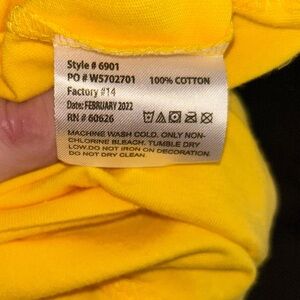 Style # 6901
PO # W5702701 100% COTTON
Factory #14
Date: FEBRUARY 2022
RN # 60626
MACHINE WASH COLD. ONLY NON-
CHLORINE BLEACH. TUMBLE DRY
LOW.DO NOT IRON ON DECORATION.
DO NOT DRY CLEAN